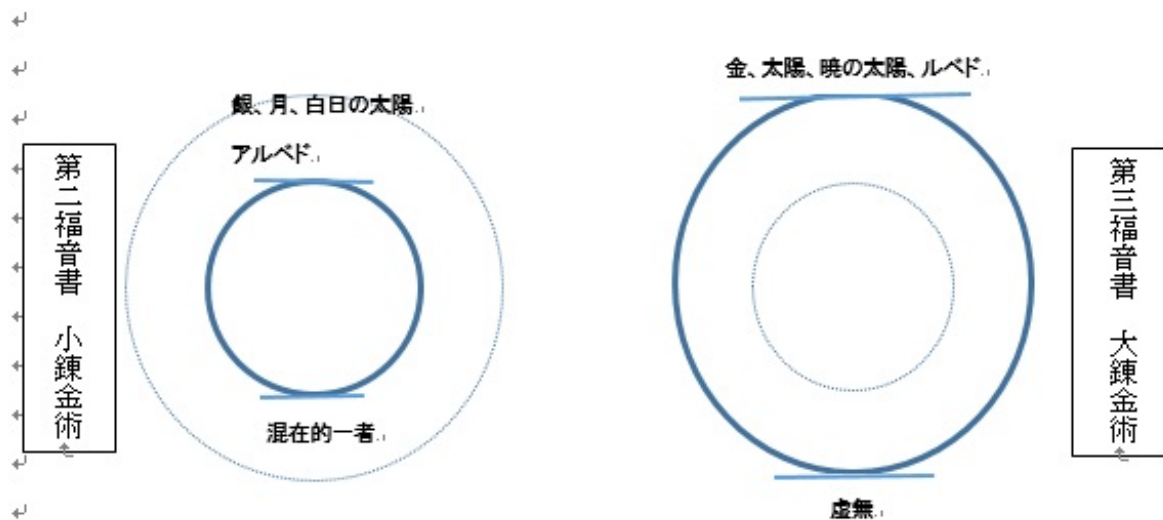 第二福音書　小錬金術
銀、月、白日の太陽
アルベド
混在的一者
金、太陽、暁の太陽、ルベド
虚無
第三福音書　大錬金術